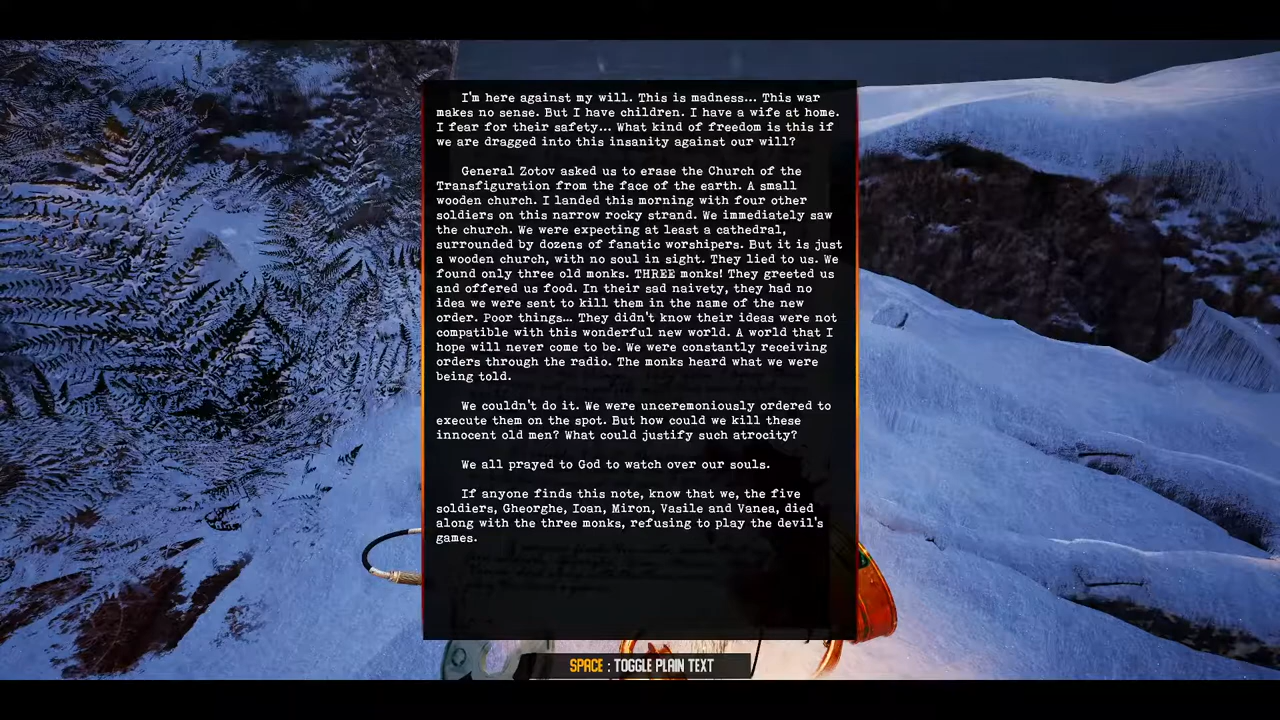 I'm here against my will. This is madness... This war
makes no sense. But I have children. I have a wife at home.
I fear for their safety... What kind of freedom is this if
we are dragged into this insanity against our will?
General Zotov asked us to erase the Church of the
Transfiguration from the face of the earth. A small
wooden church. I landed this morning with four other
soldiers on this narrow rocky strand. We immediately saw
the church. We were expecting at least a cathedral,
surrounded by dozens of fanatic worshipers. But it is just
a wooden church, with no soul in sight. They lied to us. We
found only three old monks. THREE monks! They greeted us
and offered us food. In their sad naivety, they had no
idea we were sent to kill them in the name of the new
order. Poor things... They didn't know their ideas were not
compatible with this wonderful new world. A world that I
hope will never come to be. We were constantly receiving
orders through the radio. The monks heard what we were
being told.
We couldn't do it. We were unceremoniously ordered to
execute them on the spot. But how could we kill these
innocent old men? What could justify such atrocity?
We all prayed to God to watch over our souls.
If anyone finds this note, know that we, the five
soldiers, Gheorghe, Ioan, Miron, Vasile and Vanea, died
along with the three monks, refusing to play the devil's
games.
SPACE : TOGGLE PLAIN TEXT